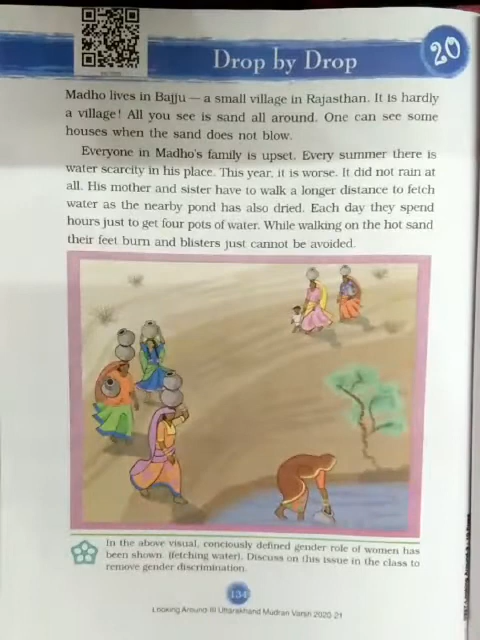 Drop by Drop
20
Madho lives in Bajju — a small village in Rajasthan. It is hardly
a village! All you see is sand all around. One can see some
houses when the sand does not blow.
Everyone in Madho's family is upset. Every summer there is
water scarcity in his place. This year, it is worse. It did not rain at
all. His mother and sister have to walk a longer distance to fetch
water as the nearby pond has also dried. Each day they spend
hours just to get four pots of water. While walking on the hot sand
their feet burn and blisters just cannot be avoided.
In the above visual, conciously defined gender role of women has
been shown. (fetching water). Discuss on this issue in the class to
remove gender discrimination.
134
Looking Around-III Uttarakhand Mudran Varsh 2020-21